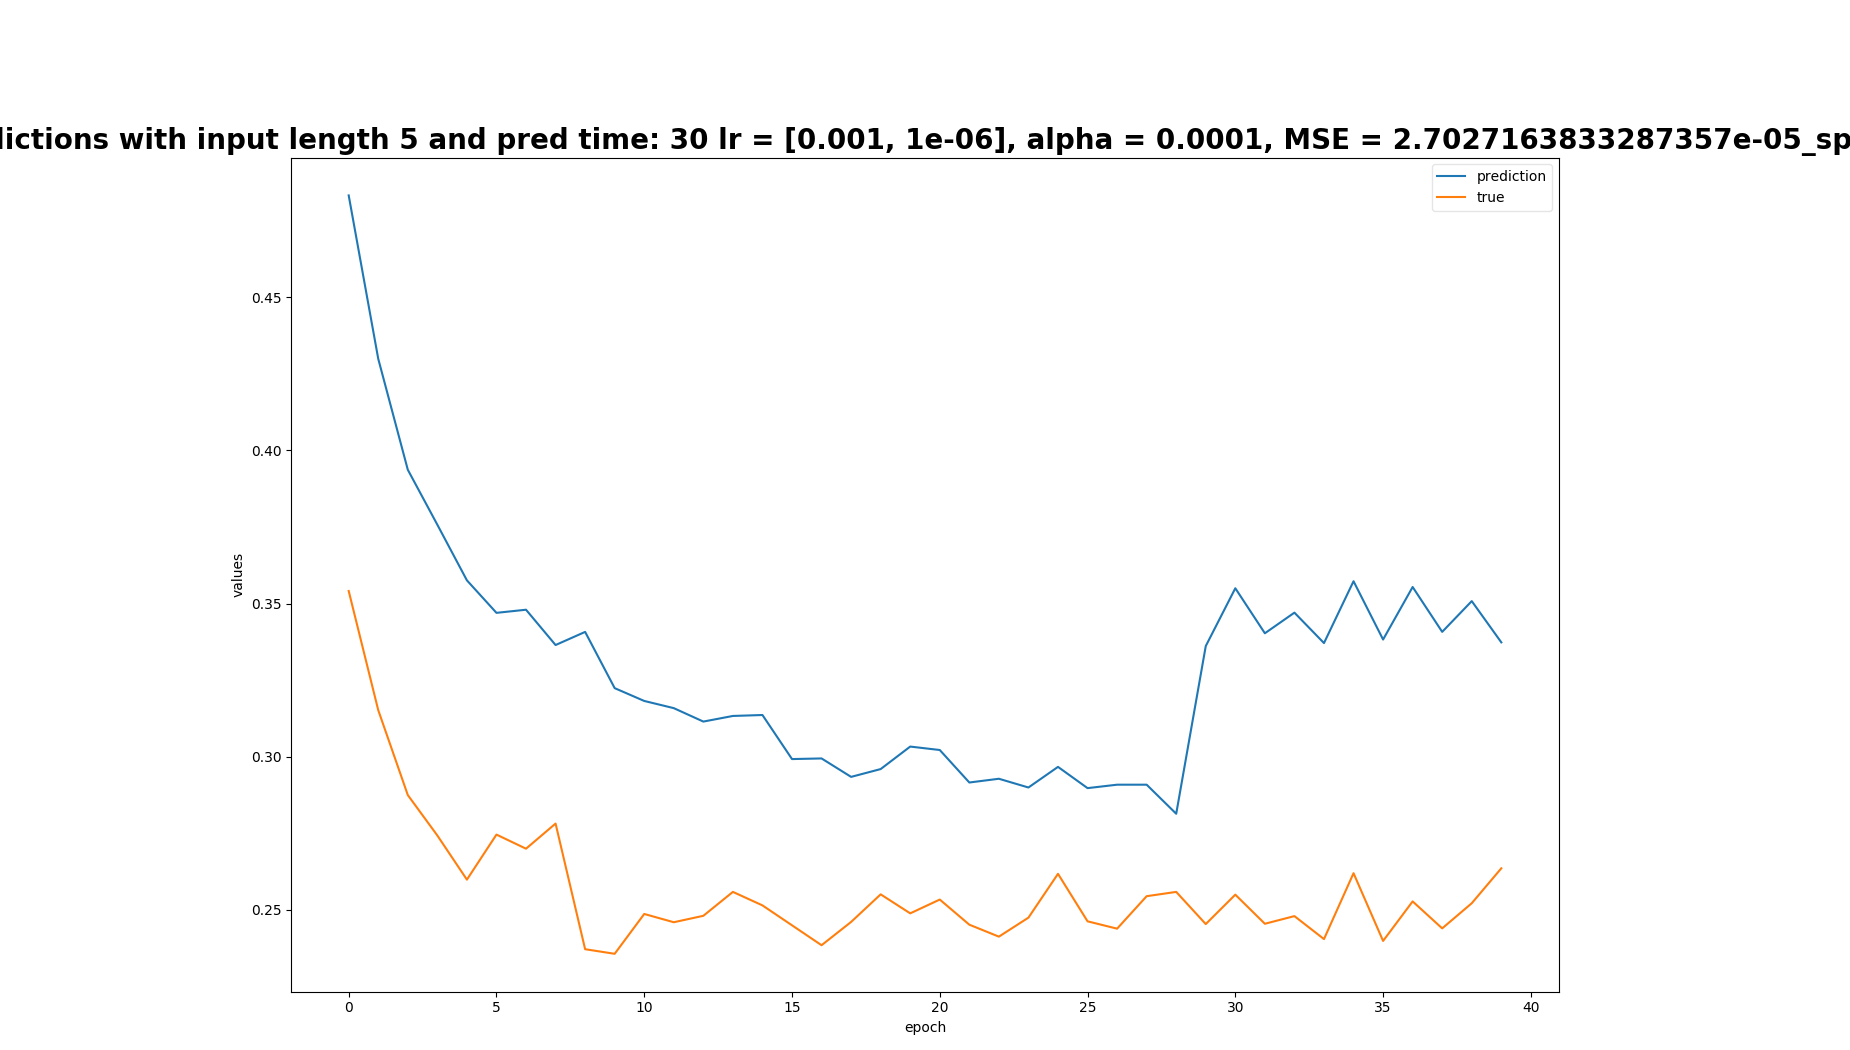 with input length 5 and pred time: 30 lr = [0.001, 1e-06], alpha = 0.0001, MSE = 2.7027163833287357e-05_sp
prediction
true
0.45
0.40
0.35
0.30
0.25
values
0 5 10 15 20 25 30 35 40
epoch